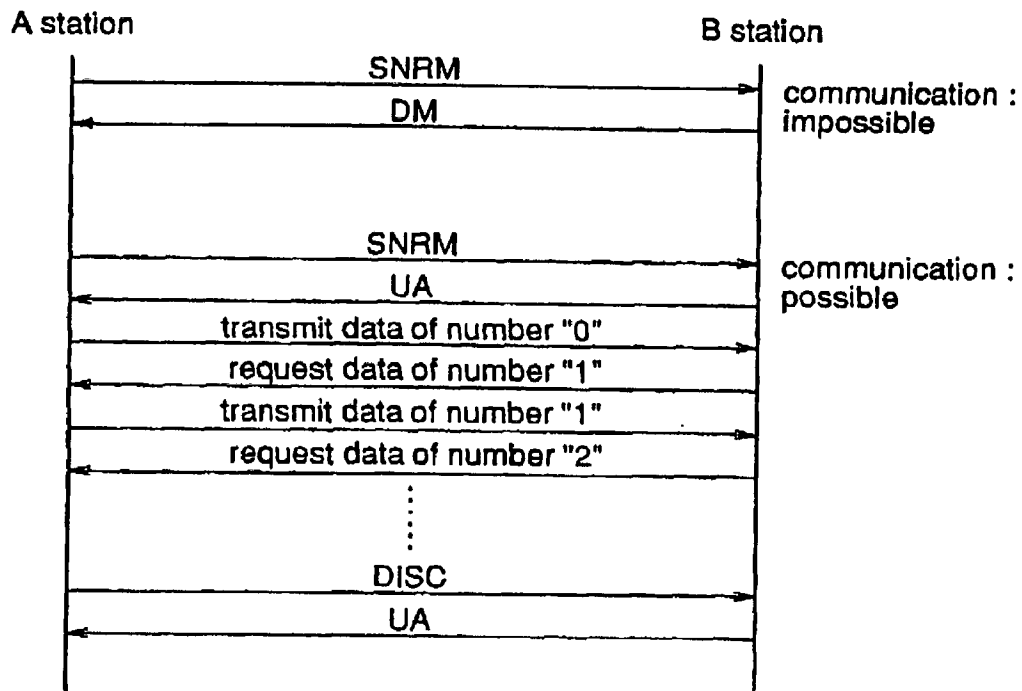 A station
B station
SNRM
communication :
impossible
DM
SNRM
communication :
possible
UA
transmit data of number "0"
request data of number "1"
transmit data of number "1"
request data of number "2"
DISC
UA